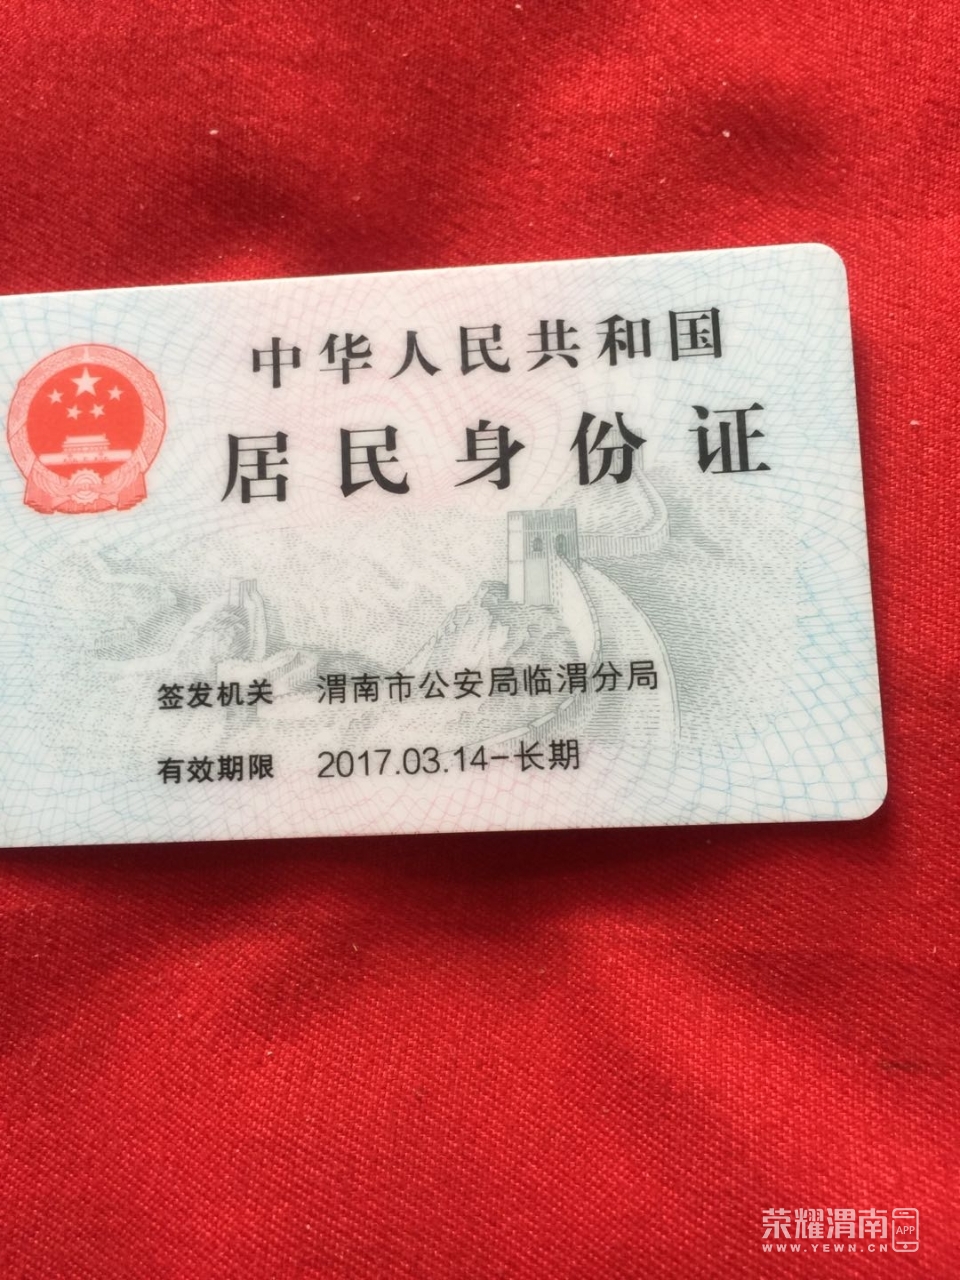 中华人民共和国
居民身份证
签发机关 渭南市公安局临渭分局
有效期限 2017.03.14-长期
荣耀渭南 APP
WWW.YEWN.CN